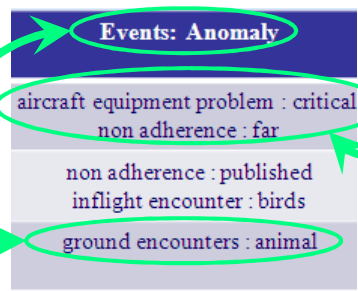 Events: Anomaly
aircraft equipment problem : critical
non adherence : far
non adherence : published
inflight encounter : birds
ground encounters : animal